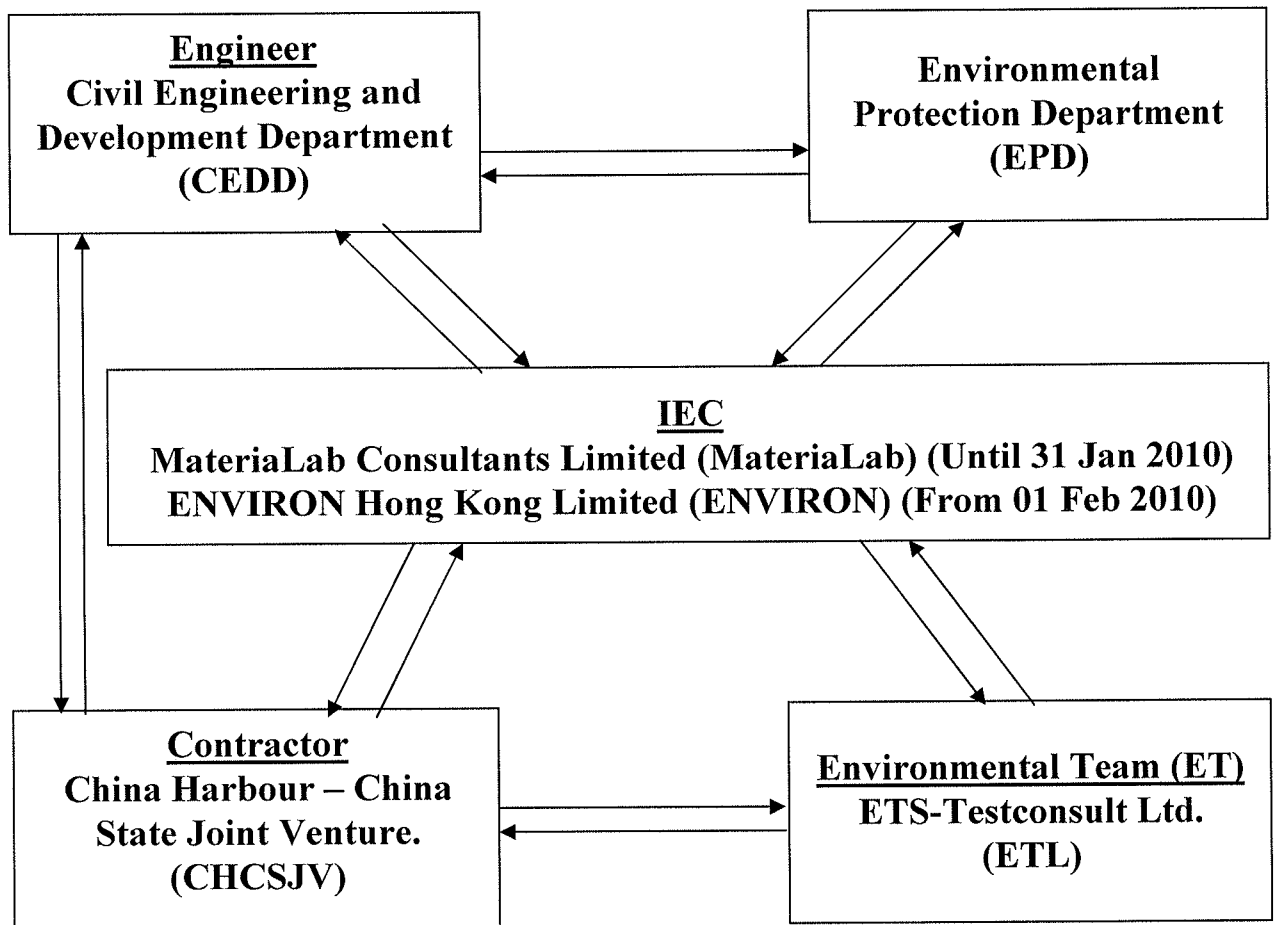 Engineer
Civil Engineering and
Development Department
(CEDD)
Environmental
Protection Department
(EPD)
IEC
MateriaLab Consultants Limited (MateriaLab) (Until 31 Jan 2010)
ENVIRON Hong Kong Limited (ENVIRON) (From 01 Feb 2010)
Contractor
China Harbour – China
State Joint Venture.
(CHCSJV)
Environmental Team (ET)
ETS-Testconsult Ltd.
(ETL)